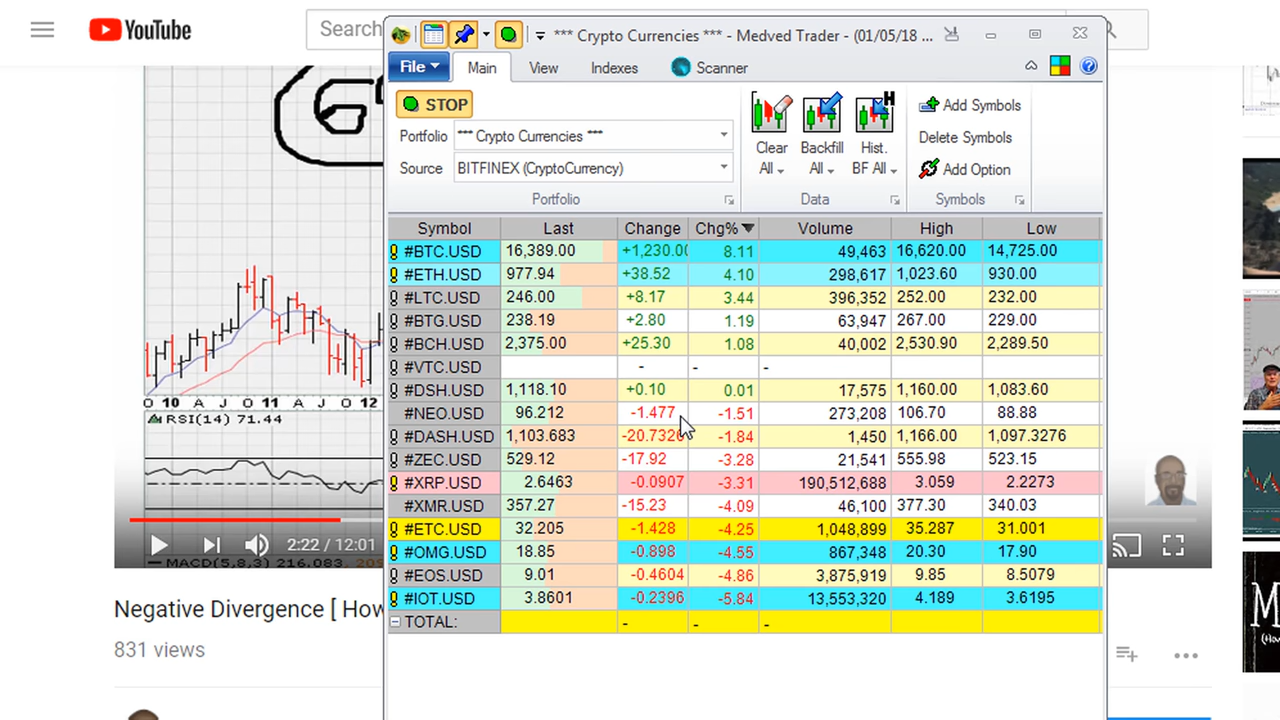 YouTube
Search
*** Crypto Currencies *** - Medved Trader - (01/05/18 ...
File Main View Indexes Scanner
STOP
Portfolio *** Crypto Currencies ***
Source BITFINEX (CryptoCurrency)
Portfolio
Clear All
Backfill All
H
Hist. BF All
Data
Add Symbols
Delete Symbols
Add Option
Symbols
Symbol Last Change Chg% Volume High Low
#BTC.USD 16,389.00 +1,230.00 8.11 49,463 16,620.00 14,725.00
#ETH.USD 977.94 +38.52 4.10 298,617 1,023.60 930.00
#LTC.USD 246.00 +8.17 3.44 396,352 252.00 232.00
#BTG.USD 238.19 +2.80 1.19 63,947 267.00 229.00
#BCH.USD 2,375.00 +25.30 1.08 40,002 2,530.90 2,289.50
#VTC.USD - - -
#DSH.USD 1,118.10 +0.10 0.01 17,575 1,160.00 1,083.60
#NEO.USD 96.212 -1.477 -1.51 273,208 106.70 88.88
#DASH.USD 1,103.683 -20.7320 -1.84 1,450 1,166.00 1,097.3276
#ZEC.USD 529.12 -17.92 -3.28 21,541 555.98 523.15
#XRP.USD 2.6463 -0.0907 -3.31 190,512,688 3.059 2.2273
#XMR.USD 357.27 -15.23 -4.09 46,100 377.30 340.03
#ETC.USD 32.205 -1.428 -4.25 1,048,899 35.287 31.001
#OMG.USD 18.85 -0.898 -4.55 867,348 20.30 17.90
#EOS.USD 9.01 -0.4604 -4.86 3,875,919 9.85 8.5079
#IOT.USD 3.8601 -0.2396 -5.84 13,553,320 4.189 3.6195
TOTAL: - - -
O 10 A J O 11 A J O 12
RSI(14) 71.44
2:22 / 12:01
MACD(5,8,3) 216.083,
Negative Divergence [ How
831 views